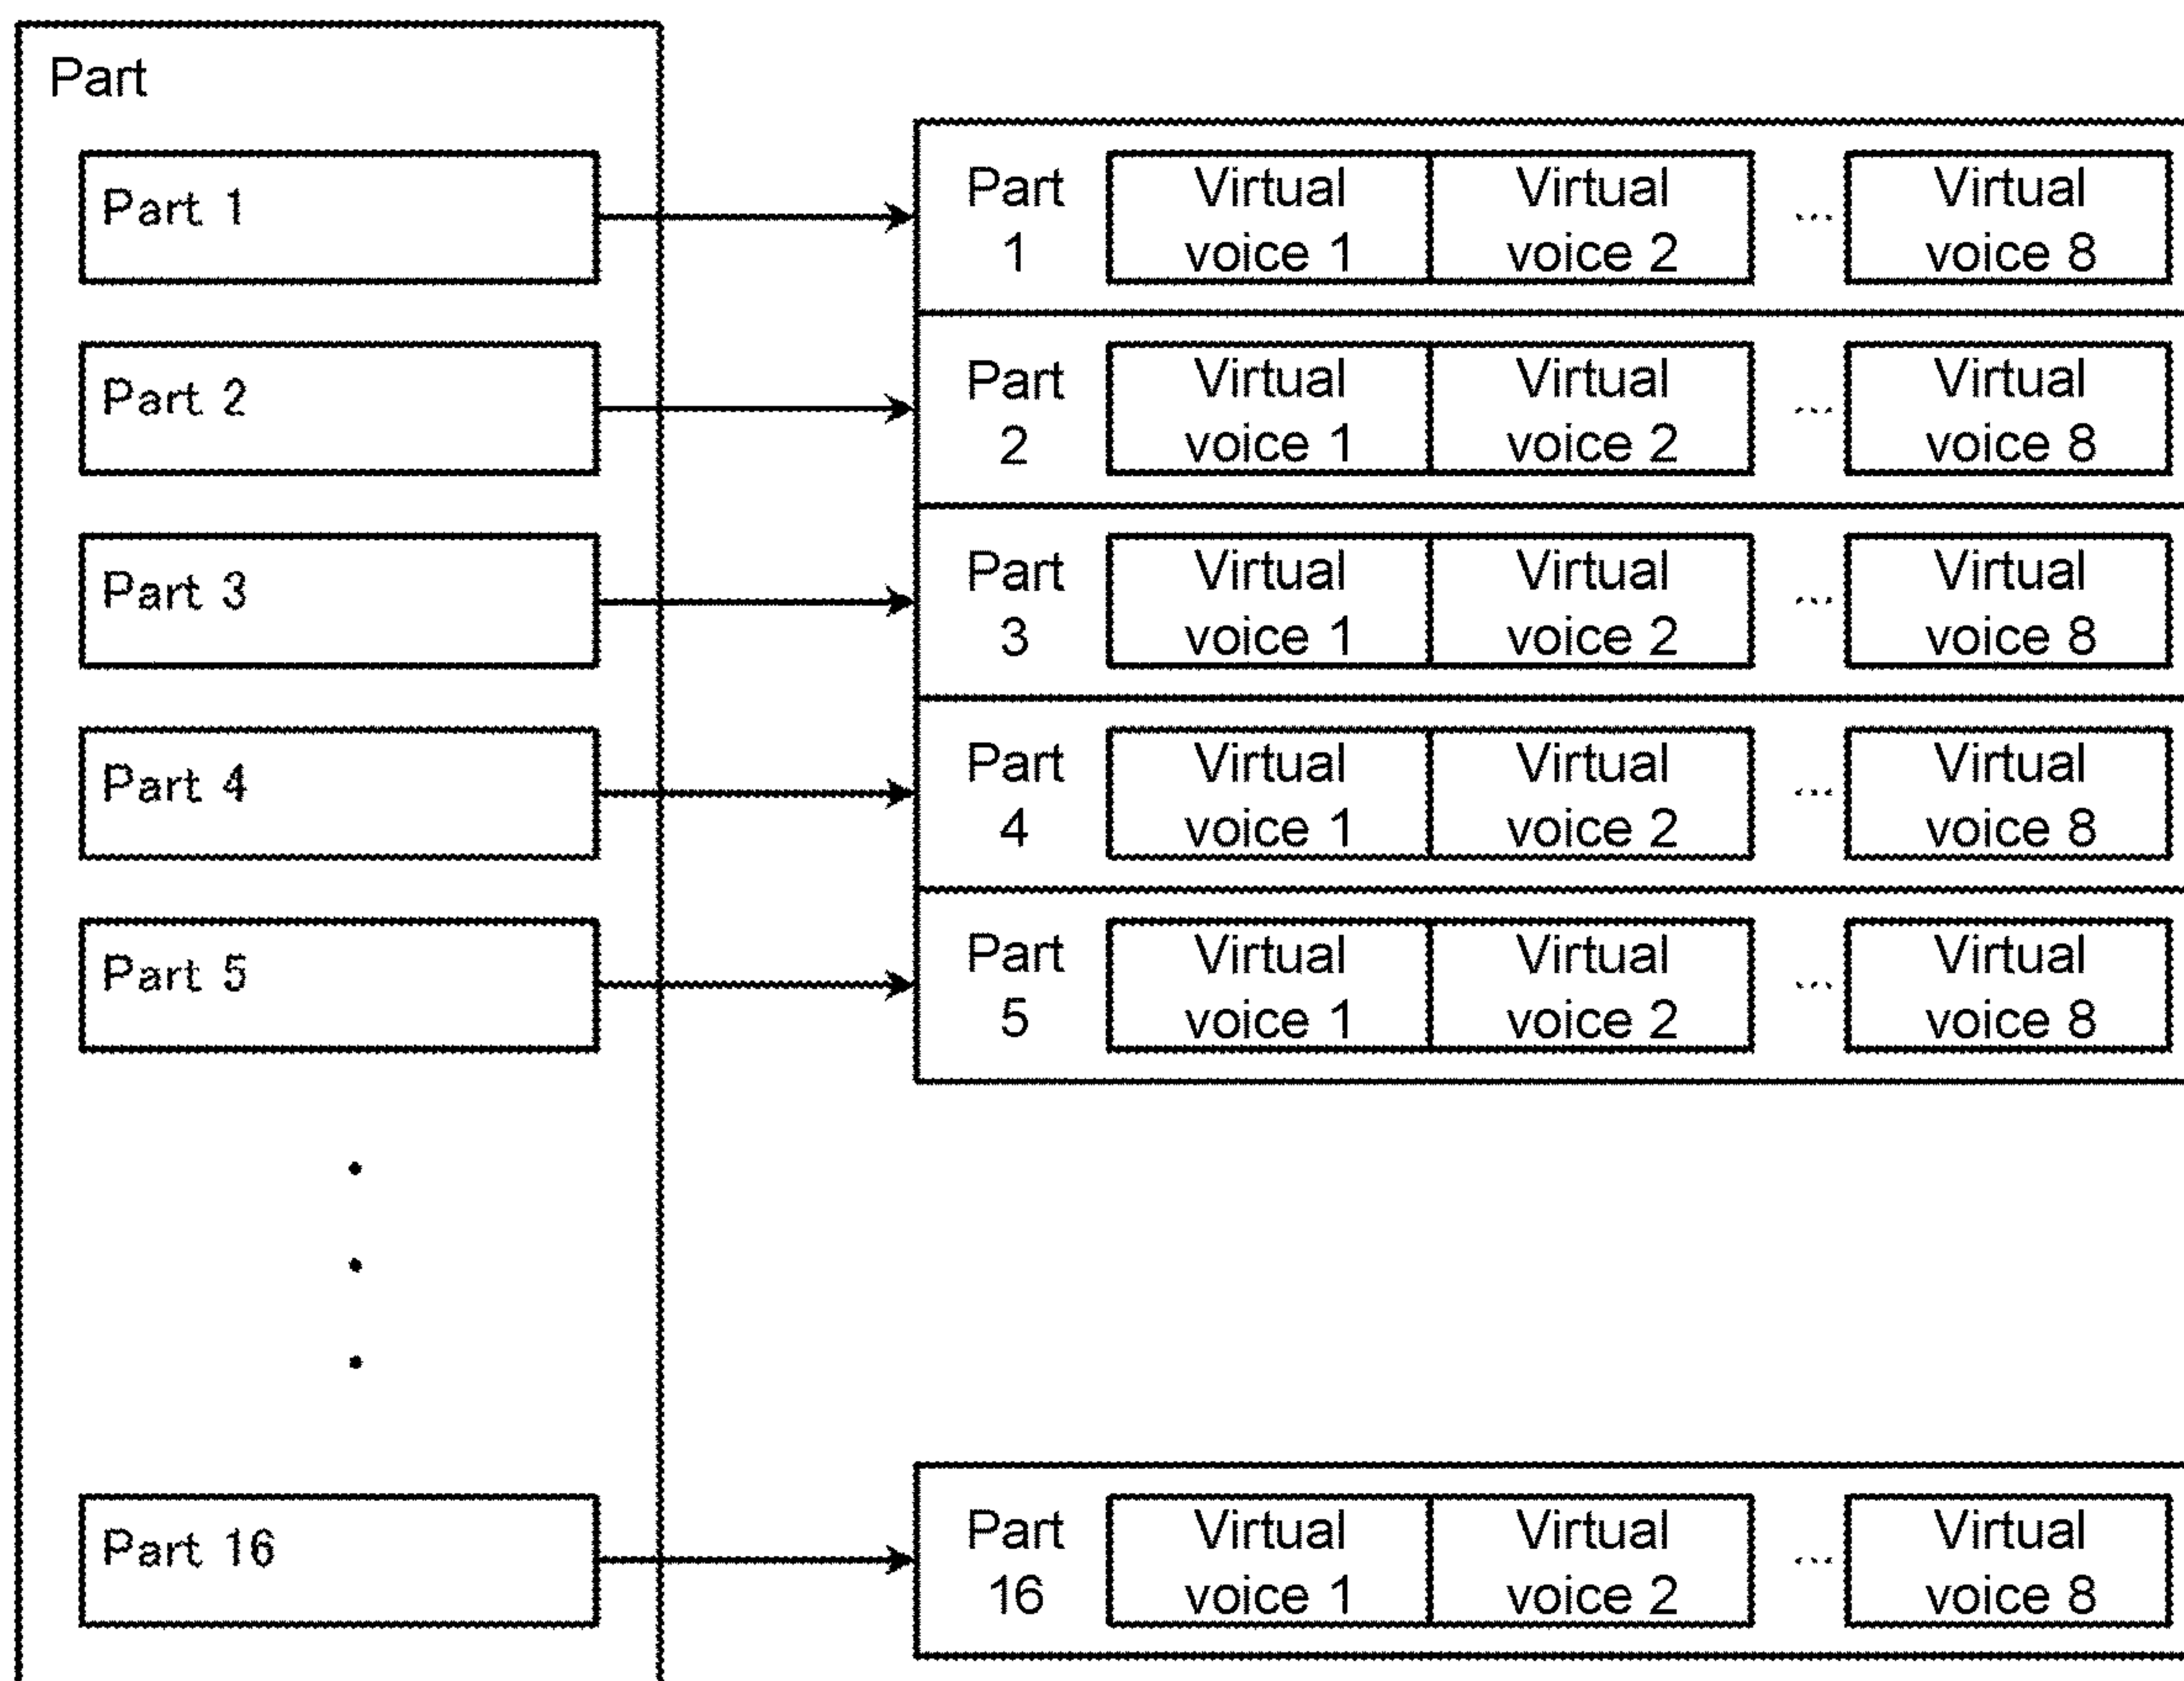 Part
Part 1
Part 1
Virtual voice 1
Virtual voice 2
...
Virtual voice 8
Part 2
Part 2
Virtual voice 1
Virtual voice 2
...
Virtual voice 8
Part 3
Part 3
Virtual voice 1
Virtual voice 2
...
Virtual voice 8
Part 4
Part 4
Virtual voice 1
Virtual voice 2
...
Virtual voice 8
Part 5
Part 5
Virtual voice 1
Virtual voice 2
...
Virtual voice 8
Part 16
Part 16
Virtual voice 1
Virtual voice 2
...
Virtual voice 8